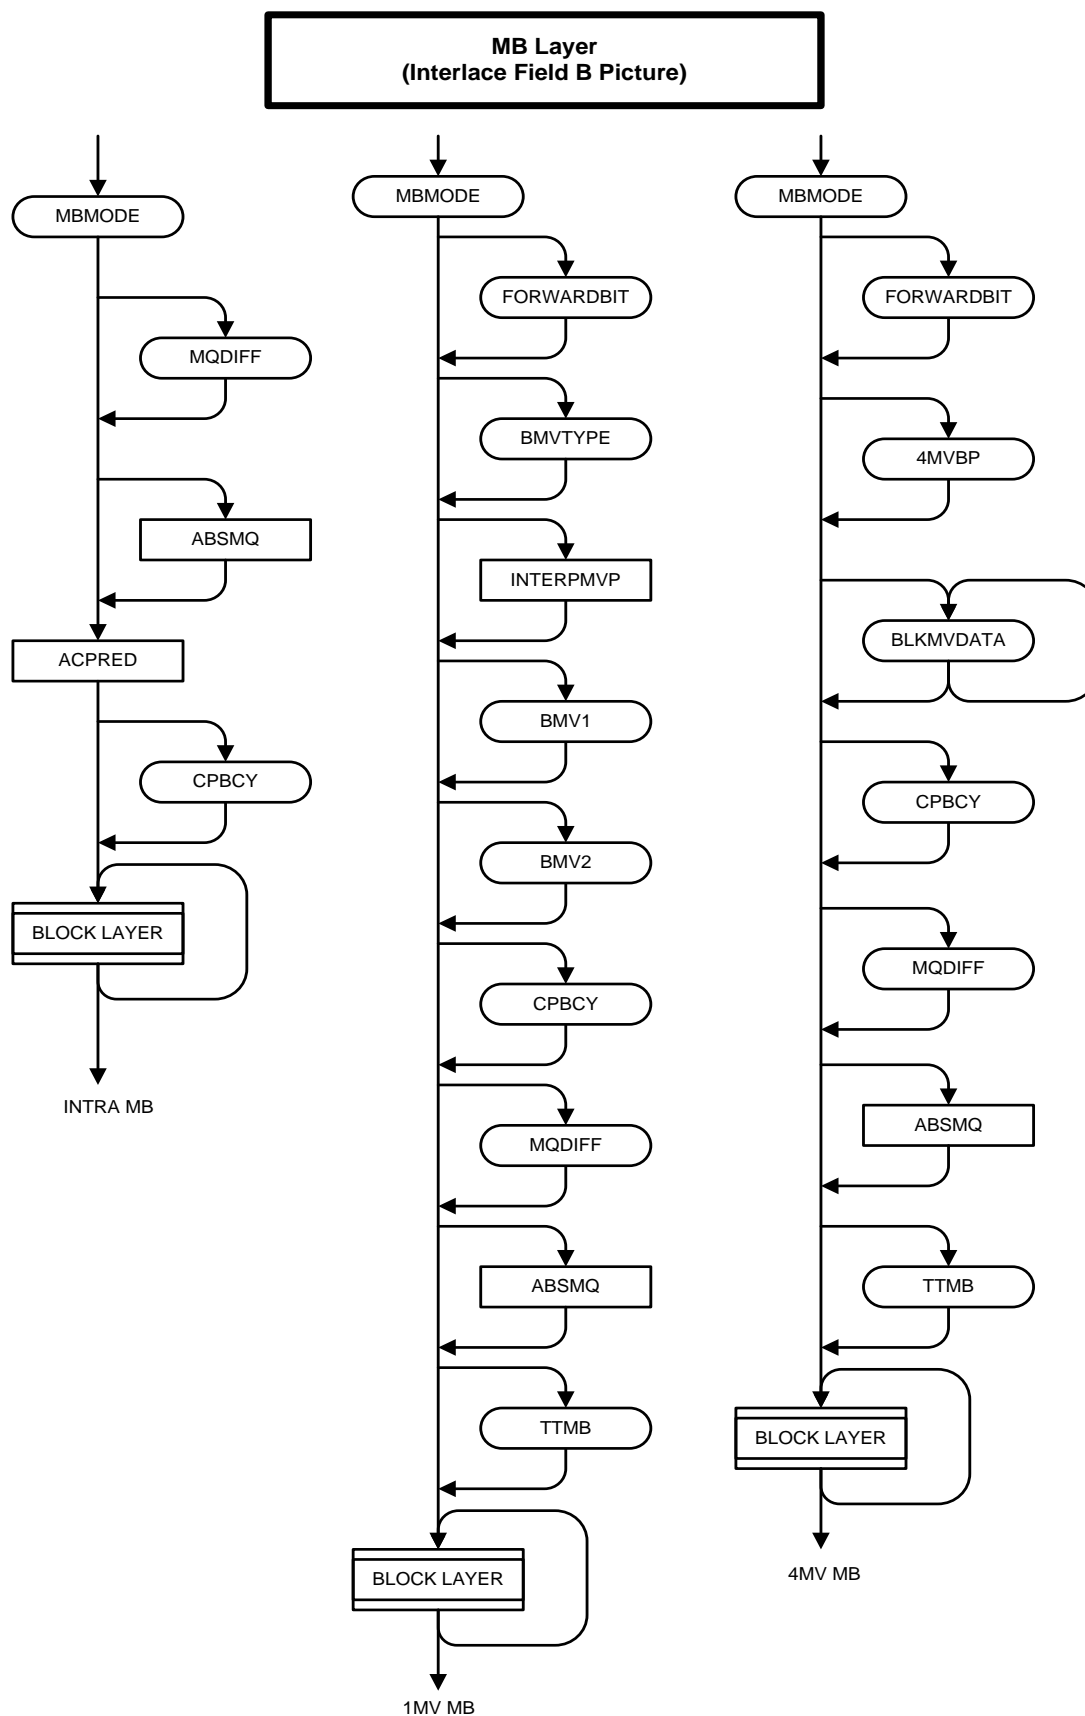 MB Layer
(Interlace Field B Picture)
MBMODE
MQDIFF
ABSMQ
ACPRED
CPBCY
BLOCK LAYER
INTRA MB
MBMODE
FORWARDBIT
BMVTYPE
INTERPMVP
BMV1
BMV2
CPBCY
MQDIFF
ABSMQ
TTMB
BLOCK LAYER
1MV MB
MBMODE
FORWARDBIT
4MVBP
BLKMVDATA
CPBCY
MQDIFF
ABSMQ
TTMB
BLOCK LAYER
4MV MB